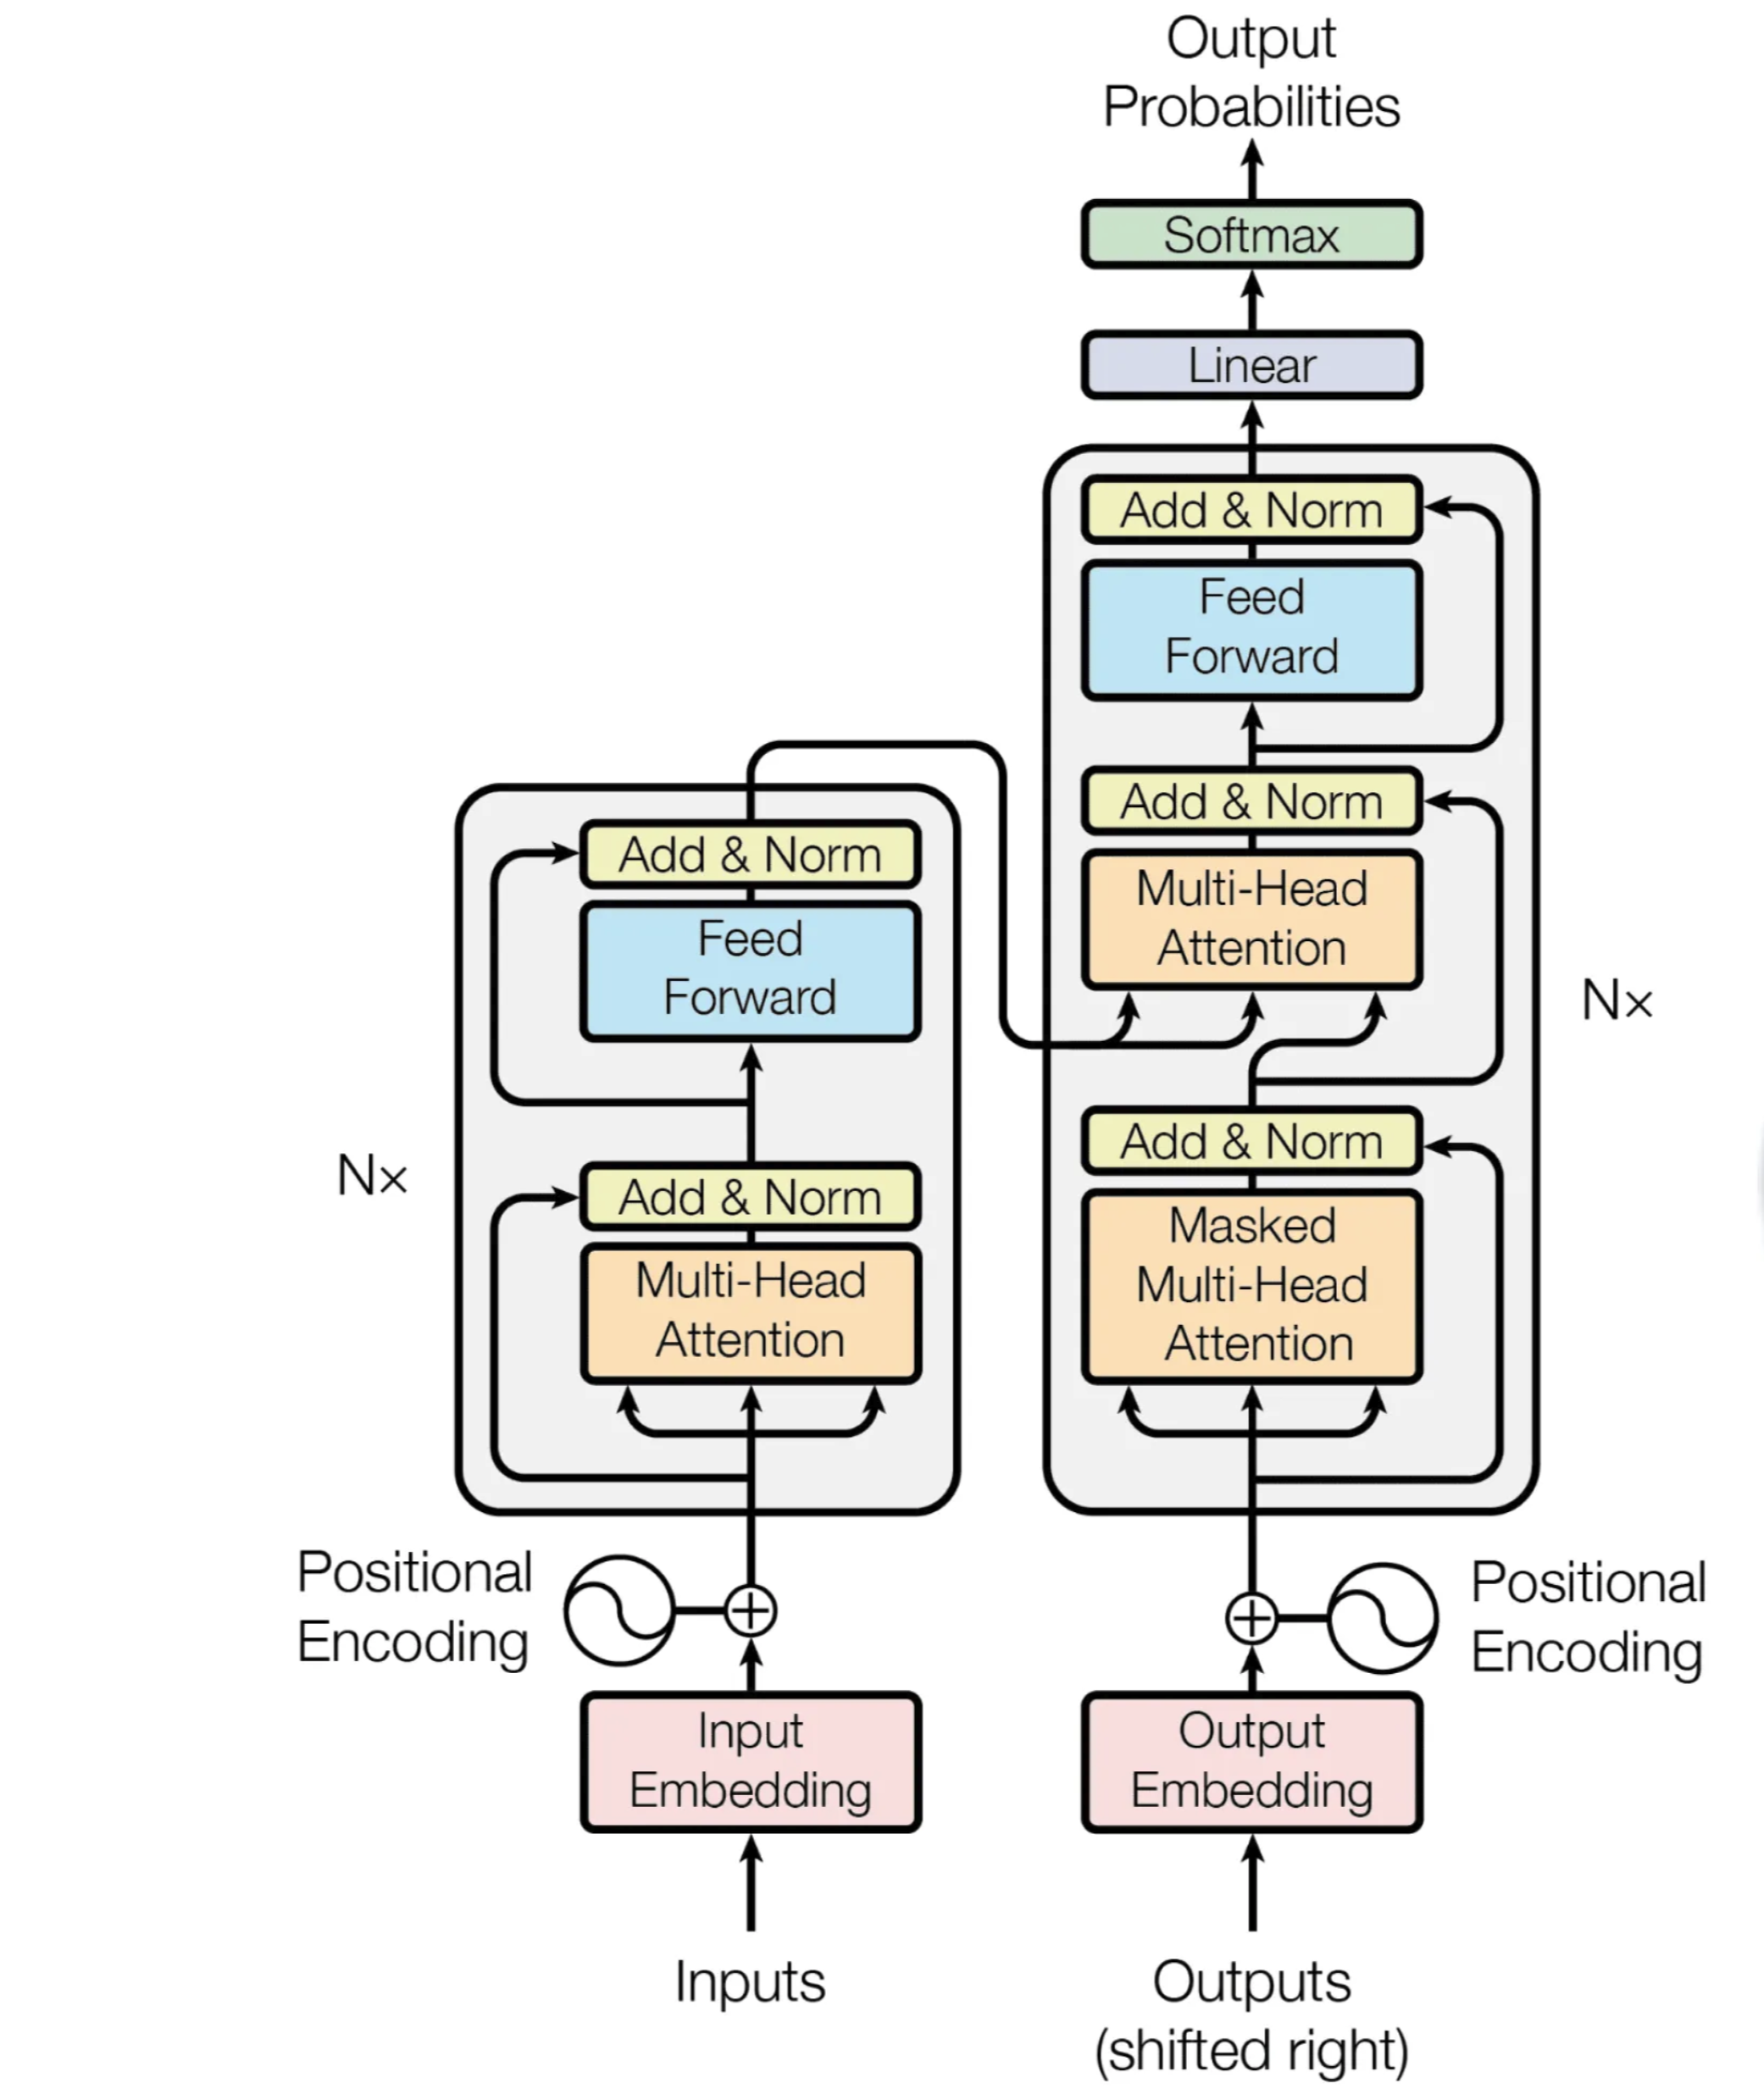 Output
Probabilities
Softmax
Linear
Add & Norm
Feed
Forward
Add & Norm
Multi-Head
Attention
Nx
Add & Norm
Masked
Multi-Head
Attention
Add & Norm
Feed
Forward
Nx
Add & Norm
Multi-Head
Attention
Positional
Encoding
Input
Embedding
Inputs
Positional
Encoding
Output
Embedding
Outputs
(shifted right)